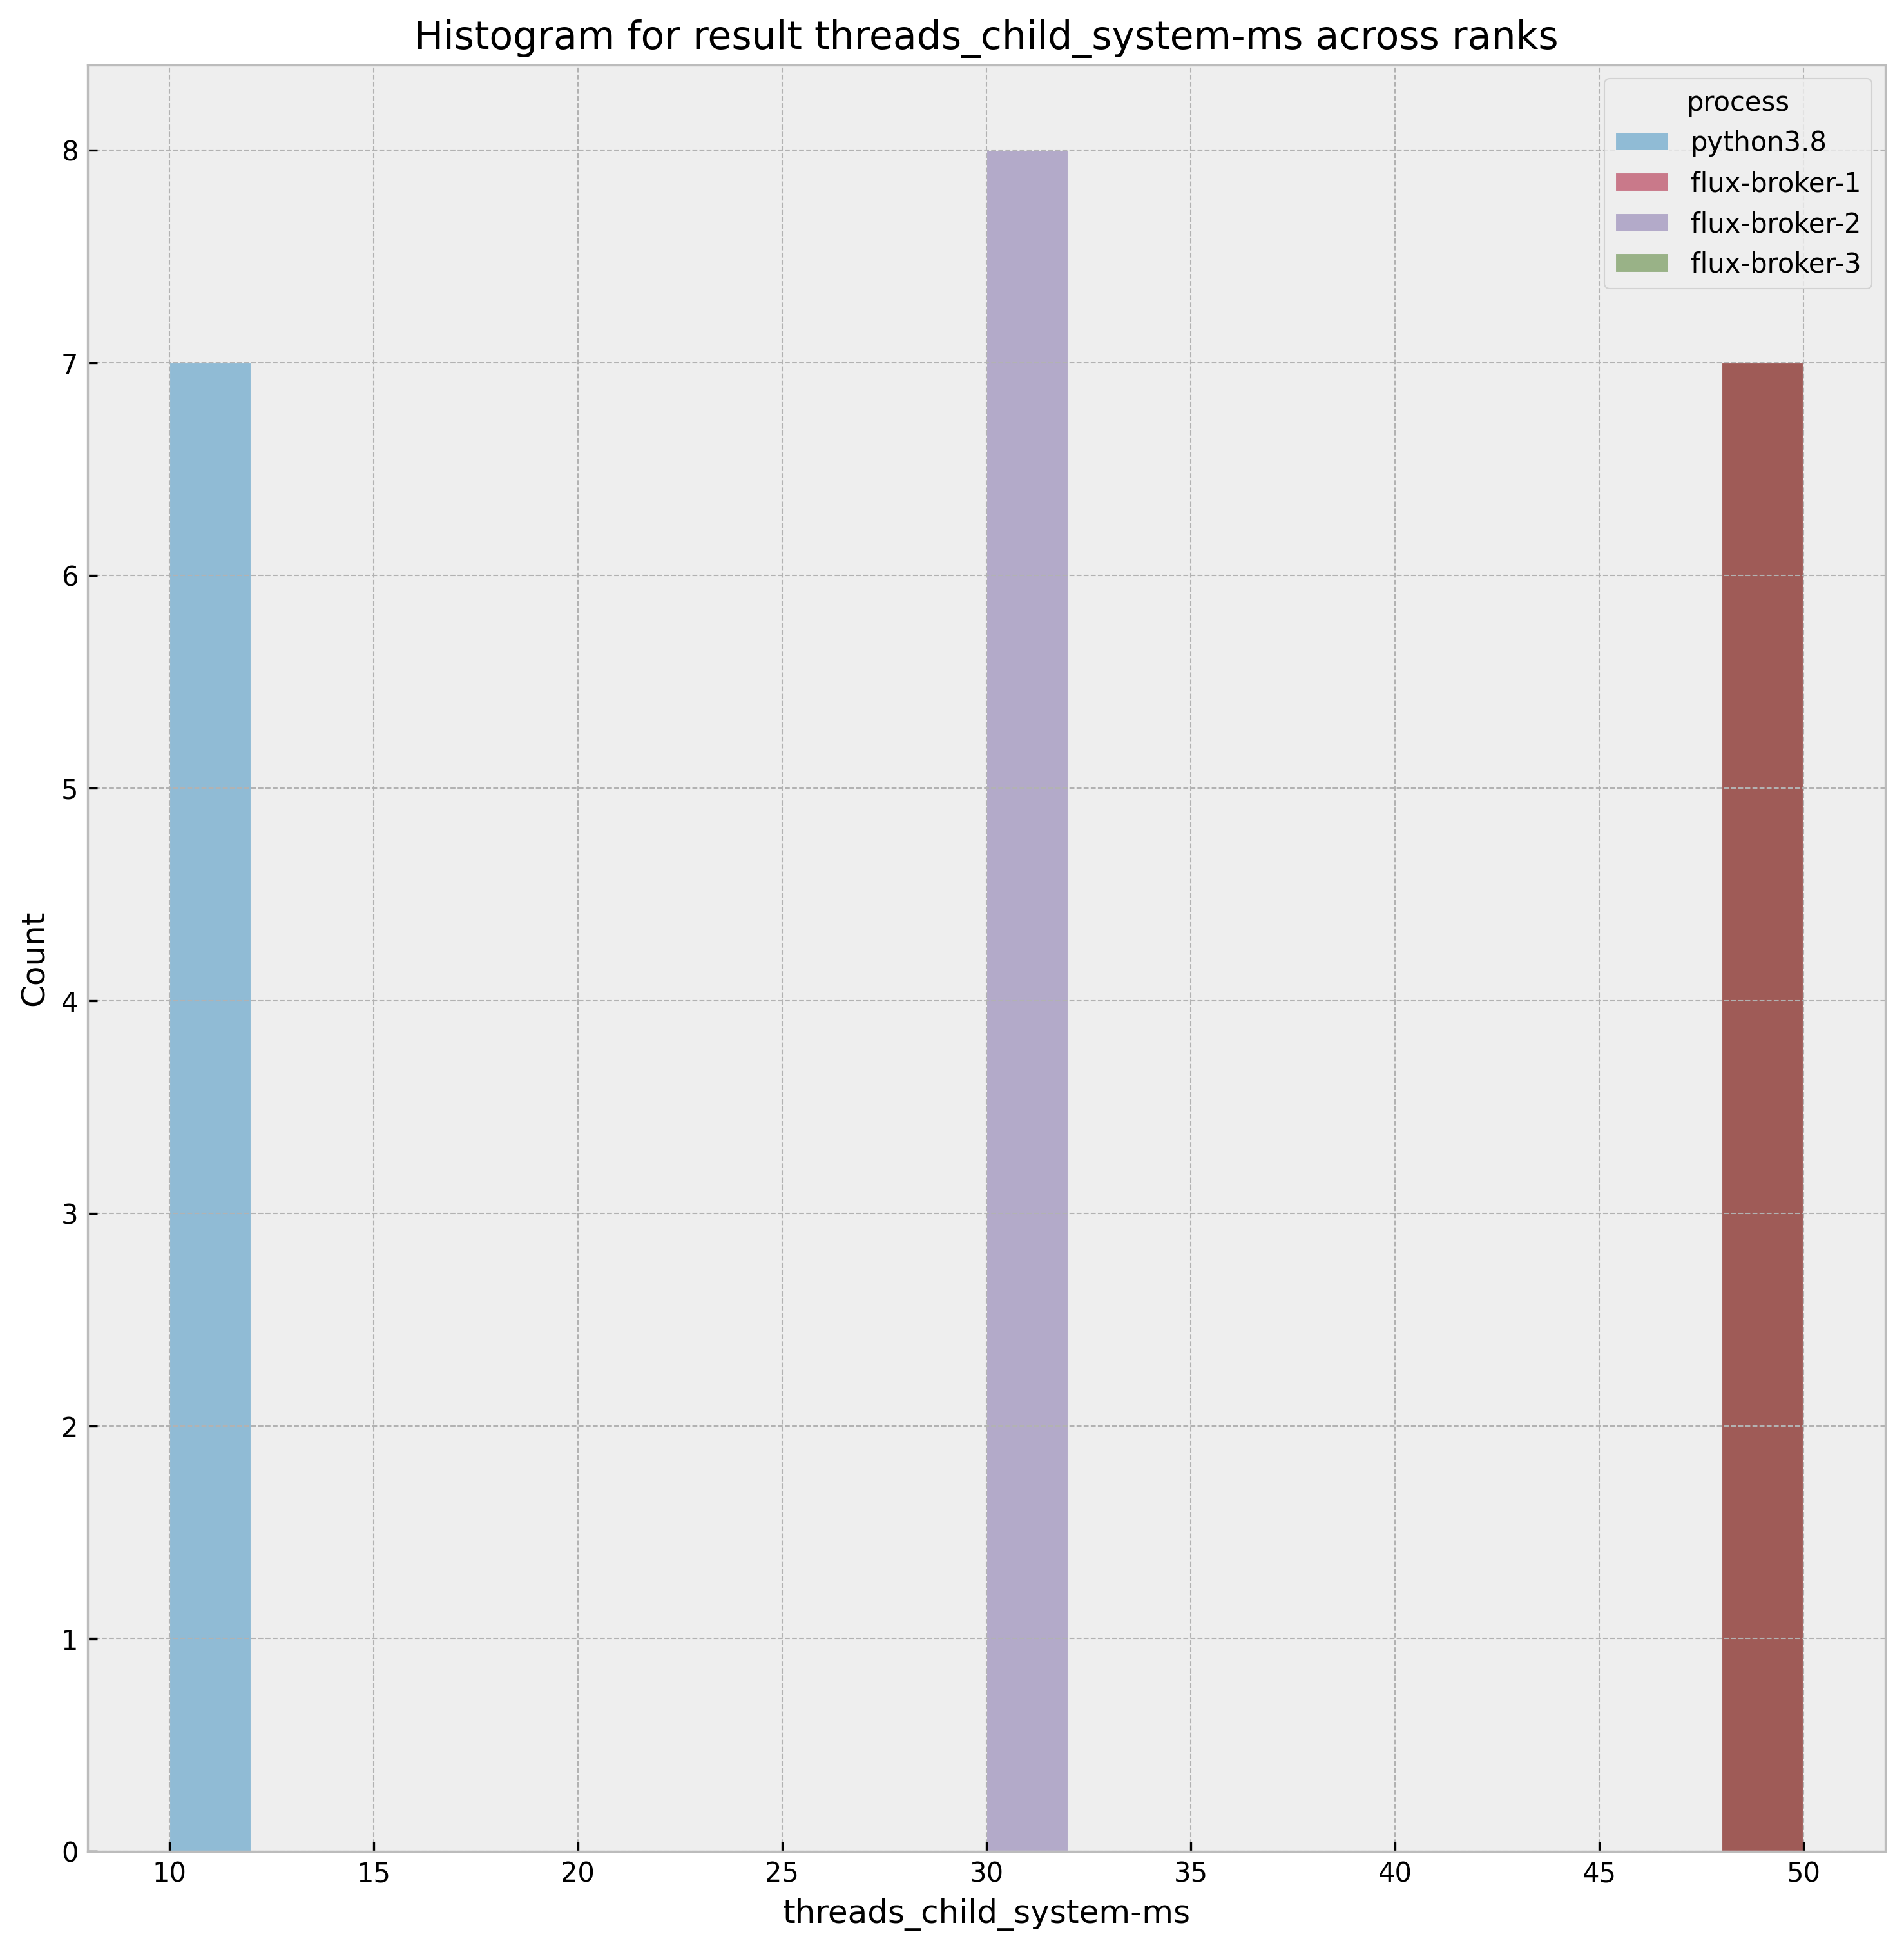 Histogram for result threads_child_system-ms across ranks
process
python3.8
flux-broker-1
flux-broker-2
flux-broker-3
8
7
6
5
4
3
2
1
0
Count
10 15 20 25 30 35 40 45 50
threads_child_system-ms